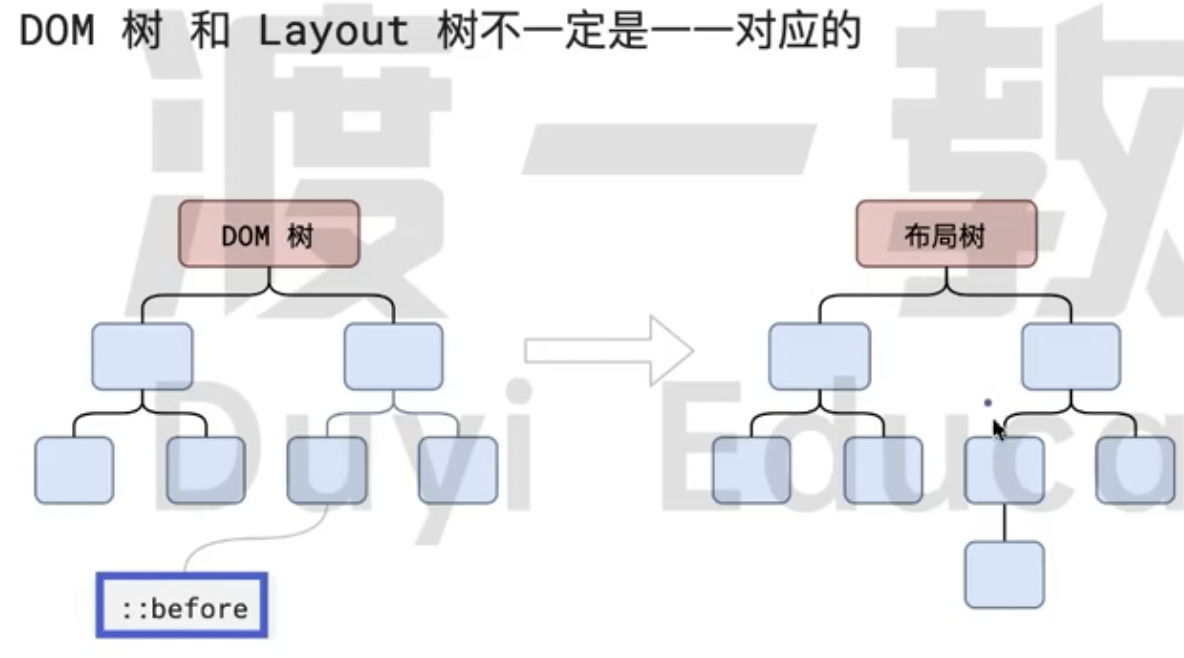 DOM 树 和 Layout 树不一定是一一对应的
渡一教
DOM 树
布局树
Duyi Educa
::before